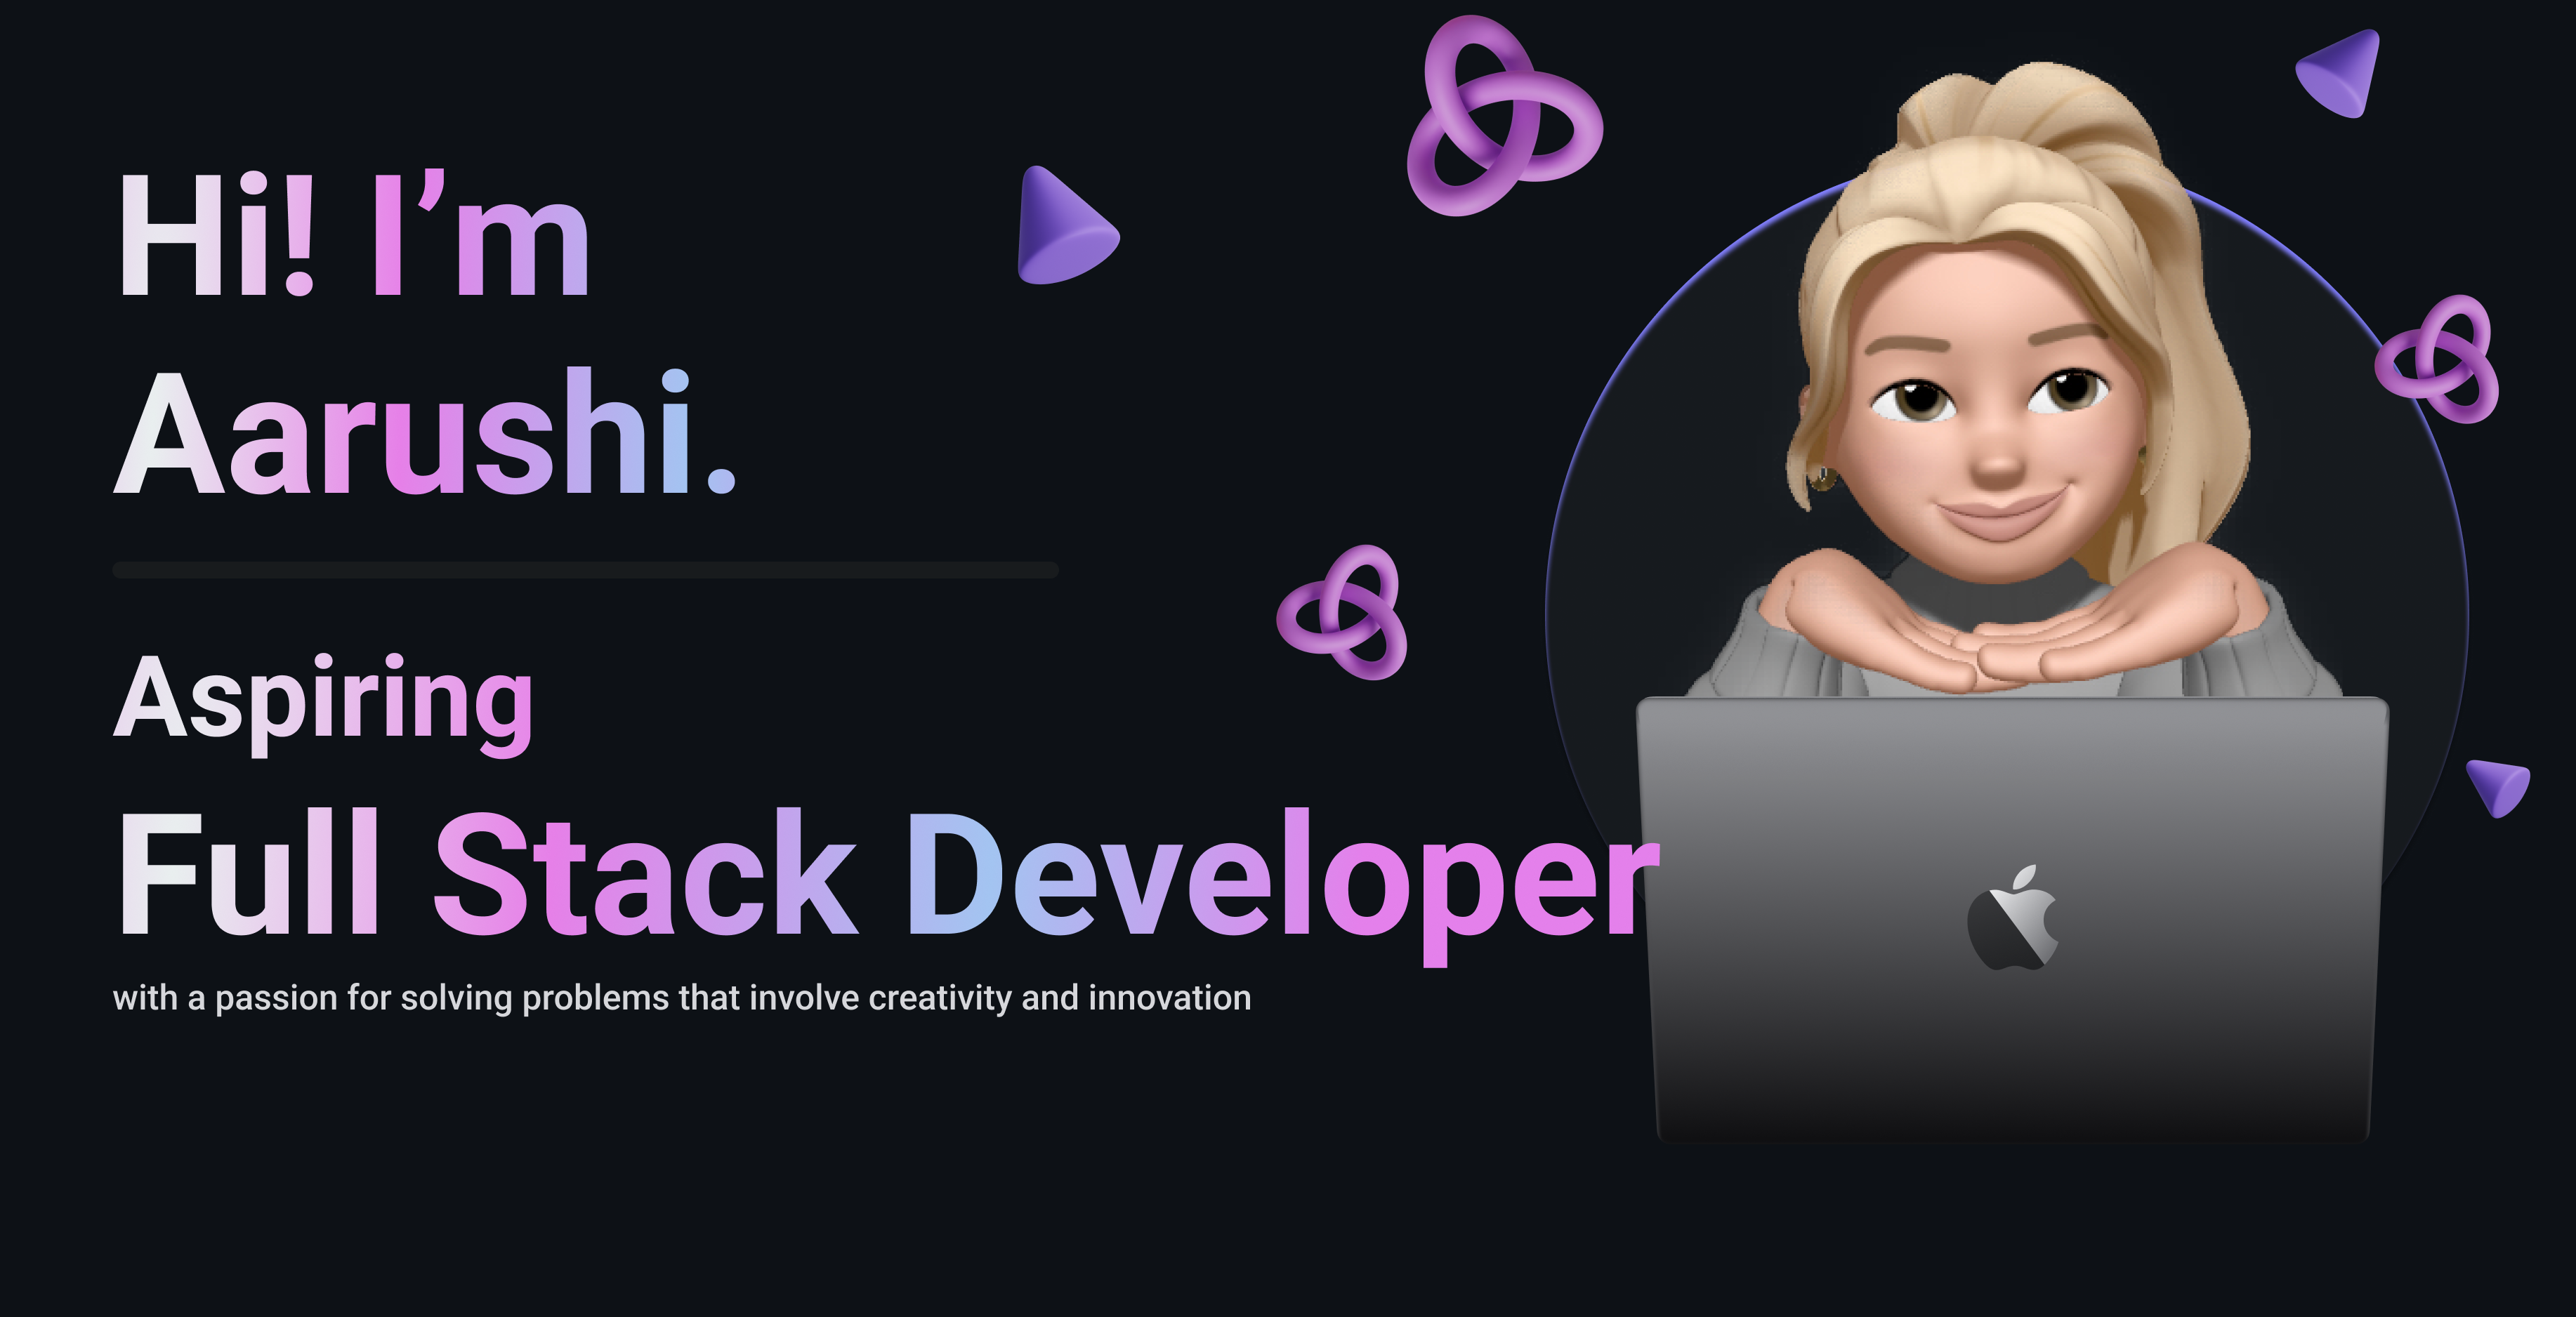 Hi! I’m
Aarushi.
Aspiring
Full Stack Developer
with a passion for solving problems that involve creativity and innovation